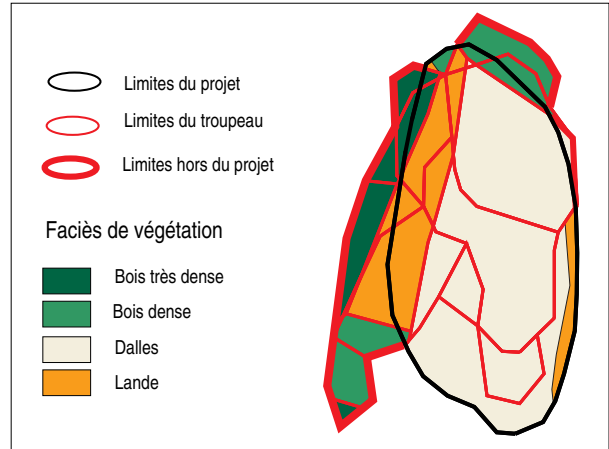 Limites du projet
Limites du troupeau
Limites hors du projet
Faciès de végétation
Bois très dense
Bois dense
Dalles
Lande